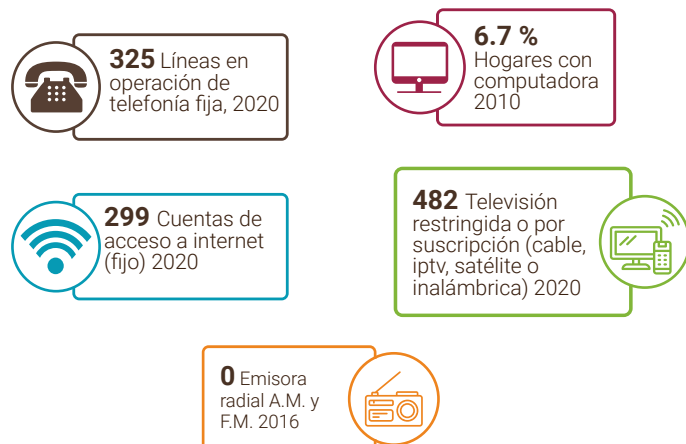 325 Líneas en
operación de
telefonía fija, 2020
6.7 %
Hogares con
computadora
2010
299 Cuentas de
acceso a internet
(fijo) 2020
482 Televisión
restringida o por
suscripción (cable,
iptv, satélite o
inalámbrica) 2020
0 Emisora
radial A.M. y
F.M. 2016